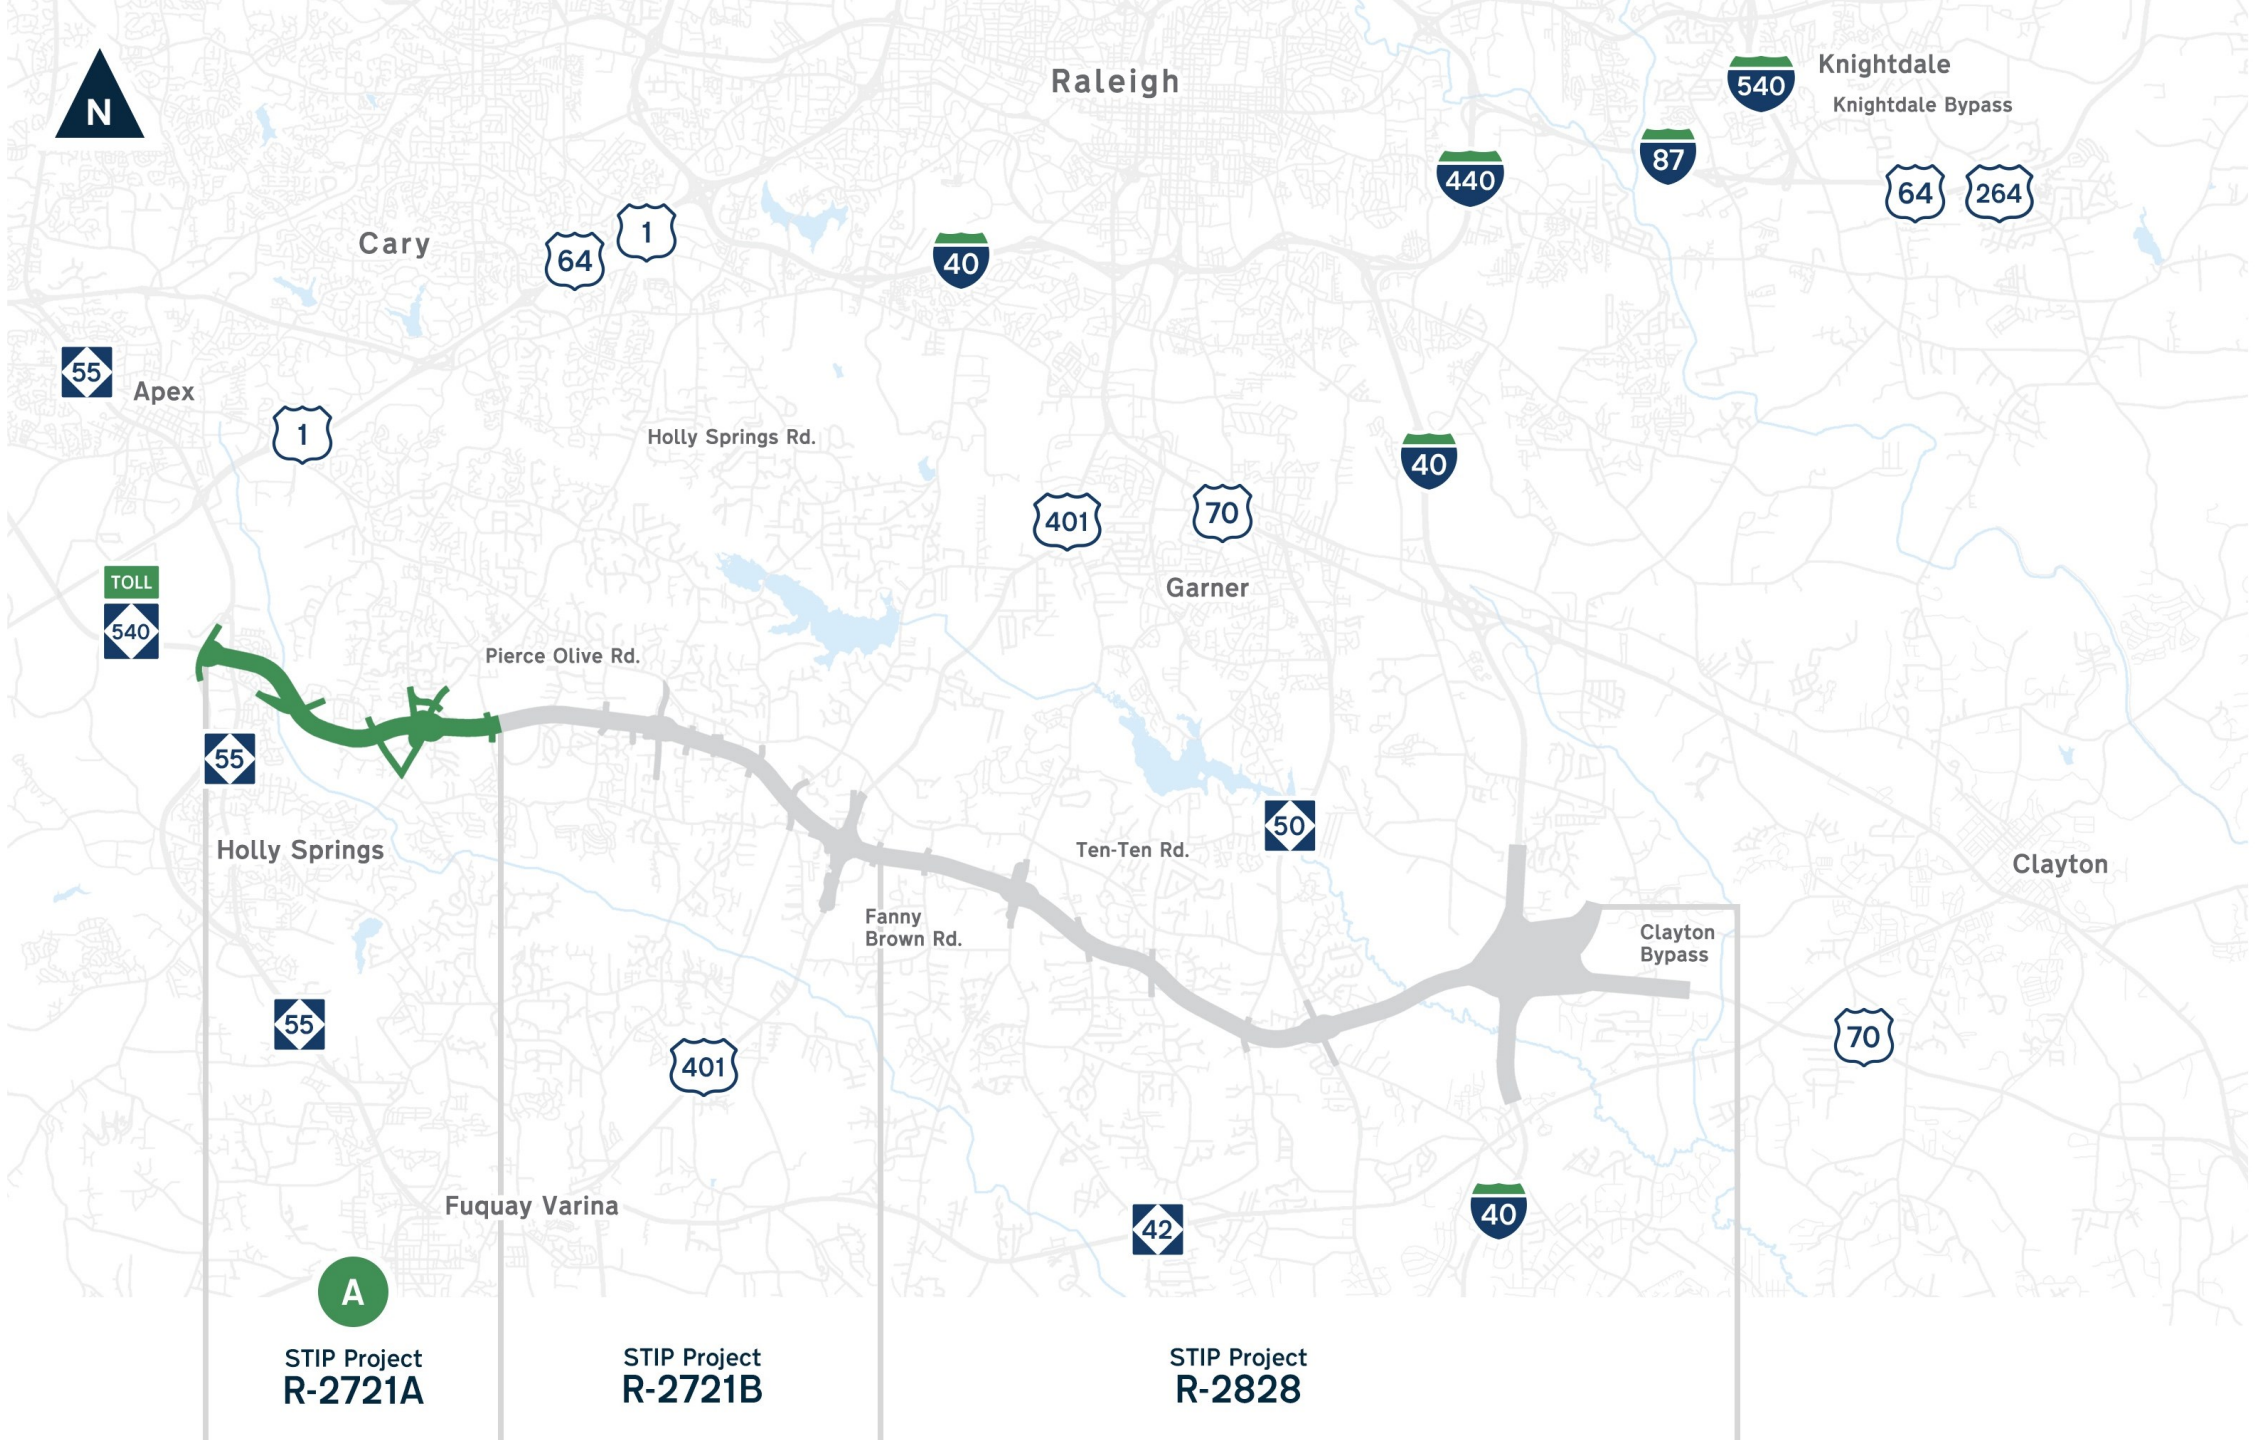 N
Raleigh
540
Knightdale
Knightdale Bypass
87
440
64
264
Cary
64
1
40
55
Apex
1
Holly Springs Rd.
40
401
70
Garner
TOLL
540
Pierce Olive Rd.
55
Holly Springs
50
Ten-Ten Rd.
Clayton
Fanny
Brown Rd.
Clayton
Bypass
55
401
70
Fuquay Varina
42
40
A
STIP Project
R-2721A
STIP Project
R-2721B
STIP Project
R-2828